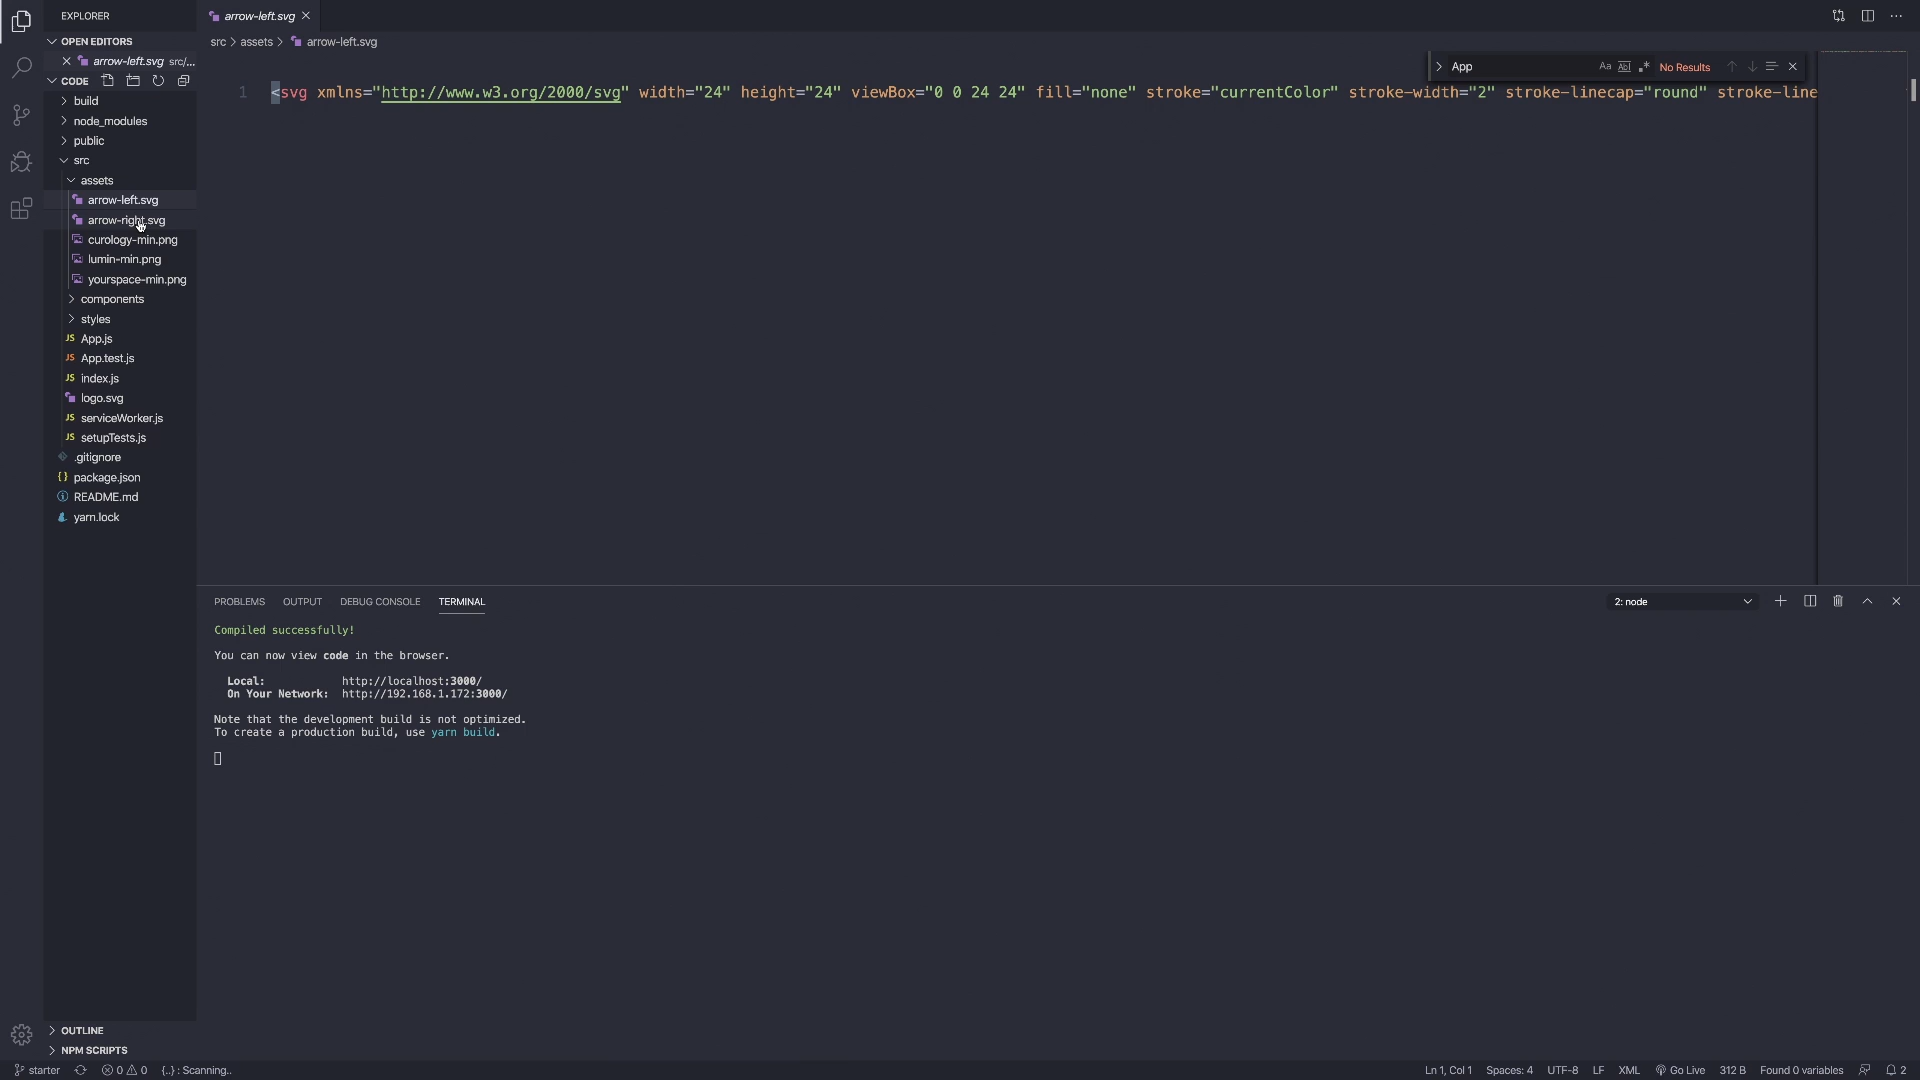 EXPLORER
OPEN EDITORS
arrow-left.svg src/...
CODE
build
node_modules
public
src
assets
arrow-left.svg
arrow-right.svg
curology-min.png
lumin-min.png
yourspace-min.png
components
styles
JS App.js
JS App.test.js
JS index.js
logo.svg
JS serviceWorker.js
JS setupTests.js
.gitignore
{} package.json
README.md
yarn.lock
OUTLINE
NPM SCRIPTS
arrow-left.svg
src > assets > arrow-left.svg
App Aa Abl .* No Results
1 <svg xmlns="http://www.w3.org/2000/svg" width="24" height="24" viewBox="0 0 24 24" fill="none" stroke="currentColor" stroke-width="2" stroke-linecap="round" stroke-line
PROBLEMS OUTPUT DEBUG CONSOLE TERMINAL 2: node
Compiled successfully!
You can now view code in the browser.
Local: http://localhost:3000/
On Your Network: http://192.168.1.172:3000/
Note that the development build is not optimized.
To create a production build, use yarn build.
starter 0 0 {..} : Scanning.. Ln 1, Col 1 Spaces: 4 UTF-8 LF XML Go Live 312 B Found 0 variables 2